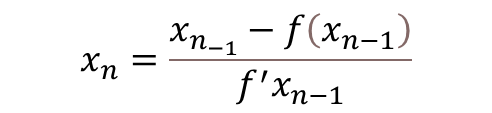 xₙ = (xₙ₋₁ − f(xₙ₋₁)) / (f′xₙ₋₁)